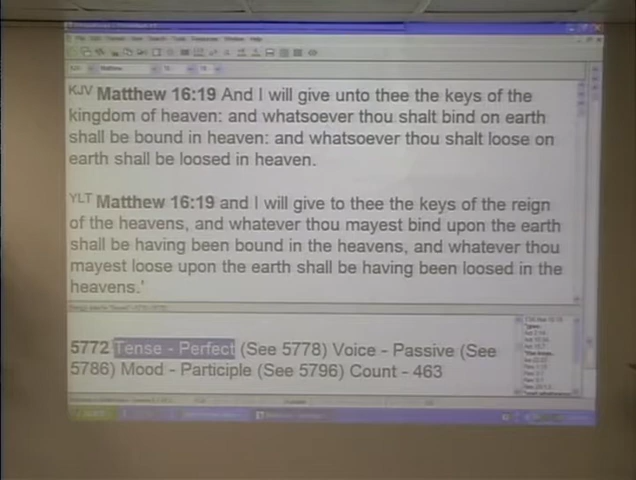 KJV Matthew 16:19 And I will give unto thee the keys of the
kingdom of heaven: and whatsoever thou shalt bind on earth
shall be bound in heaven: and whatsoever thou shalt loose on
earth shall be loosed in heaven.
YLT Matthew 16:19 and I will give to thee the keys of the reign
of the heavens, and whatever thou mayest bind upon the earth
shall be having been bound in the heavens, and whatever thou
mayest loose upon the earth shall be having been loosed in the
heavens.'
5772 Tense - Perfect (See 5778) Voice - Passive (See
5786) Mood - Participle (See 5796) Count - 463